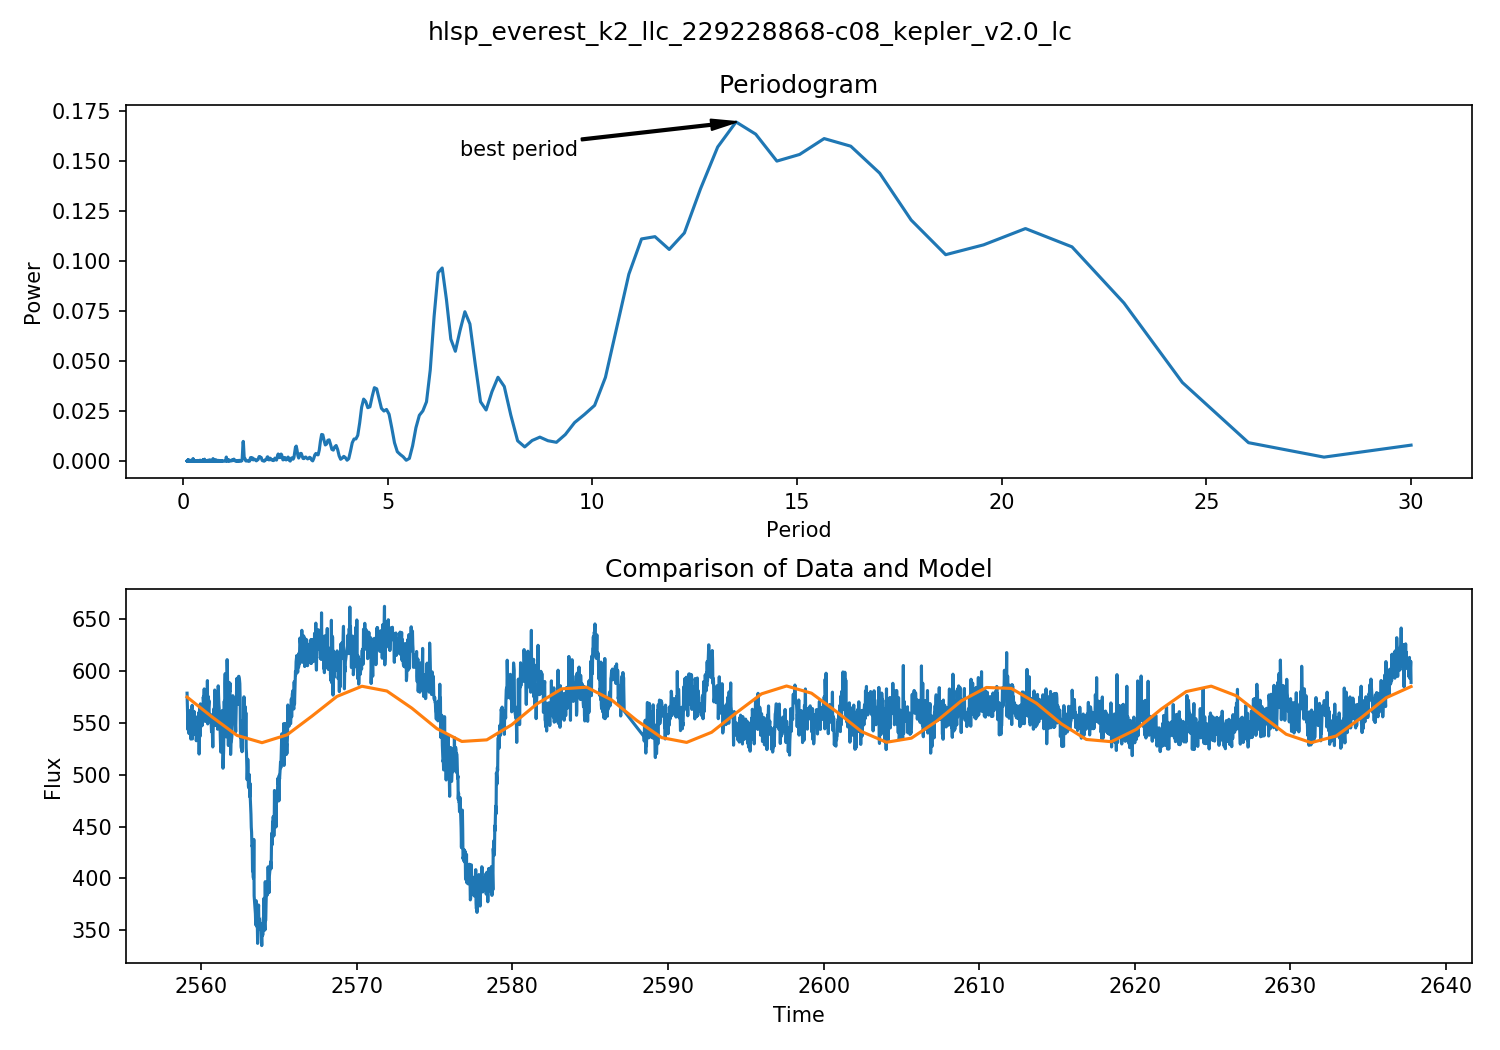 hlsp_everest_k2_llc_229228868-c08_kepler_v2.0_lc
Periodogram
0.175
0.150
0.125
0.100
0.075
0.050
0.025
0.000
Power
best period
0 5 10 15 20 25 30
Period
Comparison of Data and Model
650
600
550
500
450
400
350
Flux
2560 2570 2580 2590 2600 2610 2620 2630 2640
Time